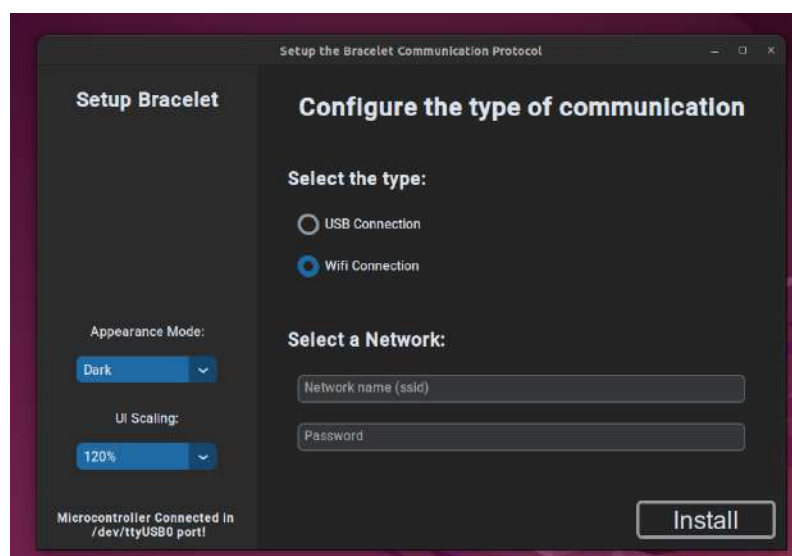 Setup the Bracelet Communication Protocol
Setup Bracelet
Configure the type of communication
Select the type:
USB Connection
Wifi Connection
Appearance Mode:
Dark
UI Scaling:
120%
Microcontroller Connected in
/dev/ttyUSB0 port!
Select a Network:
Network name (ssid)
Password
Install